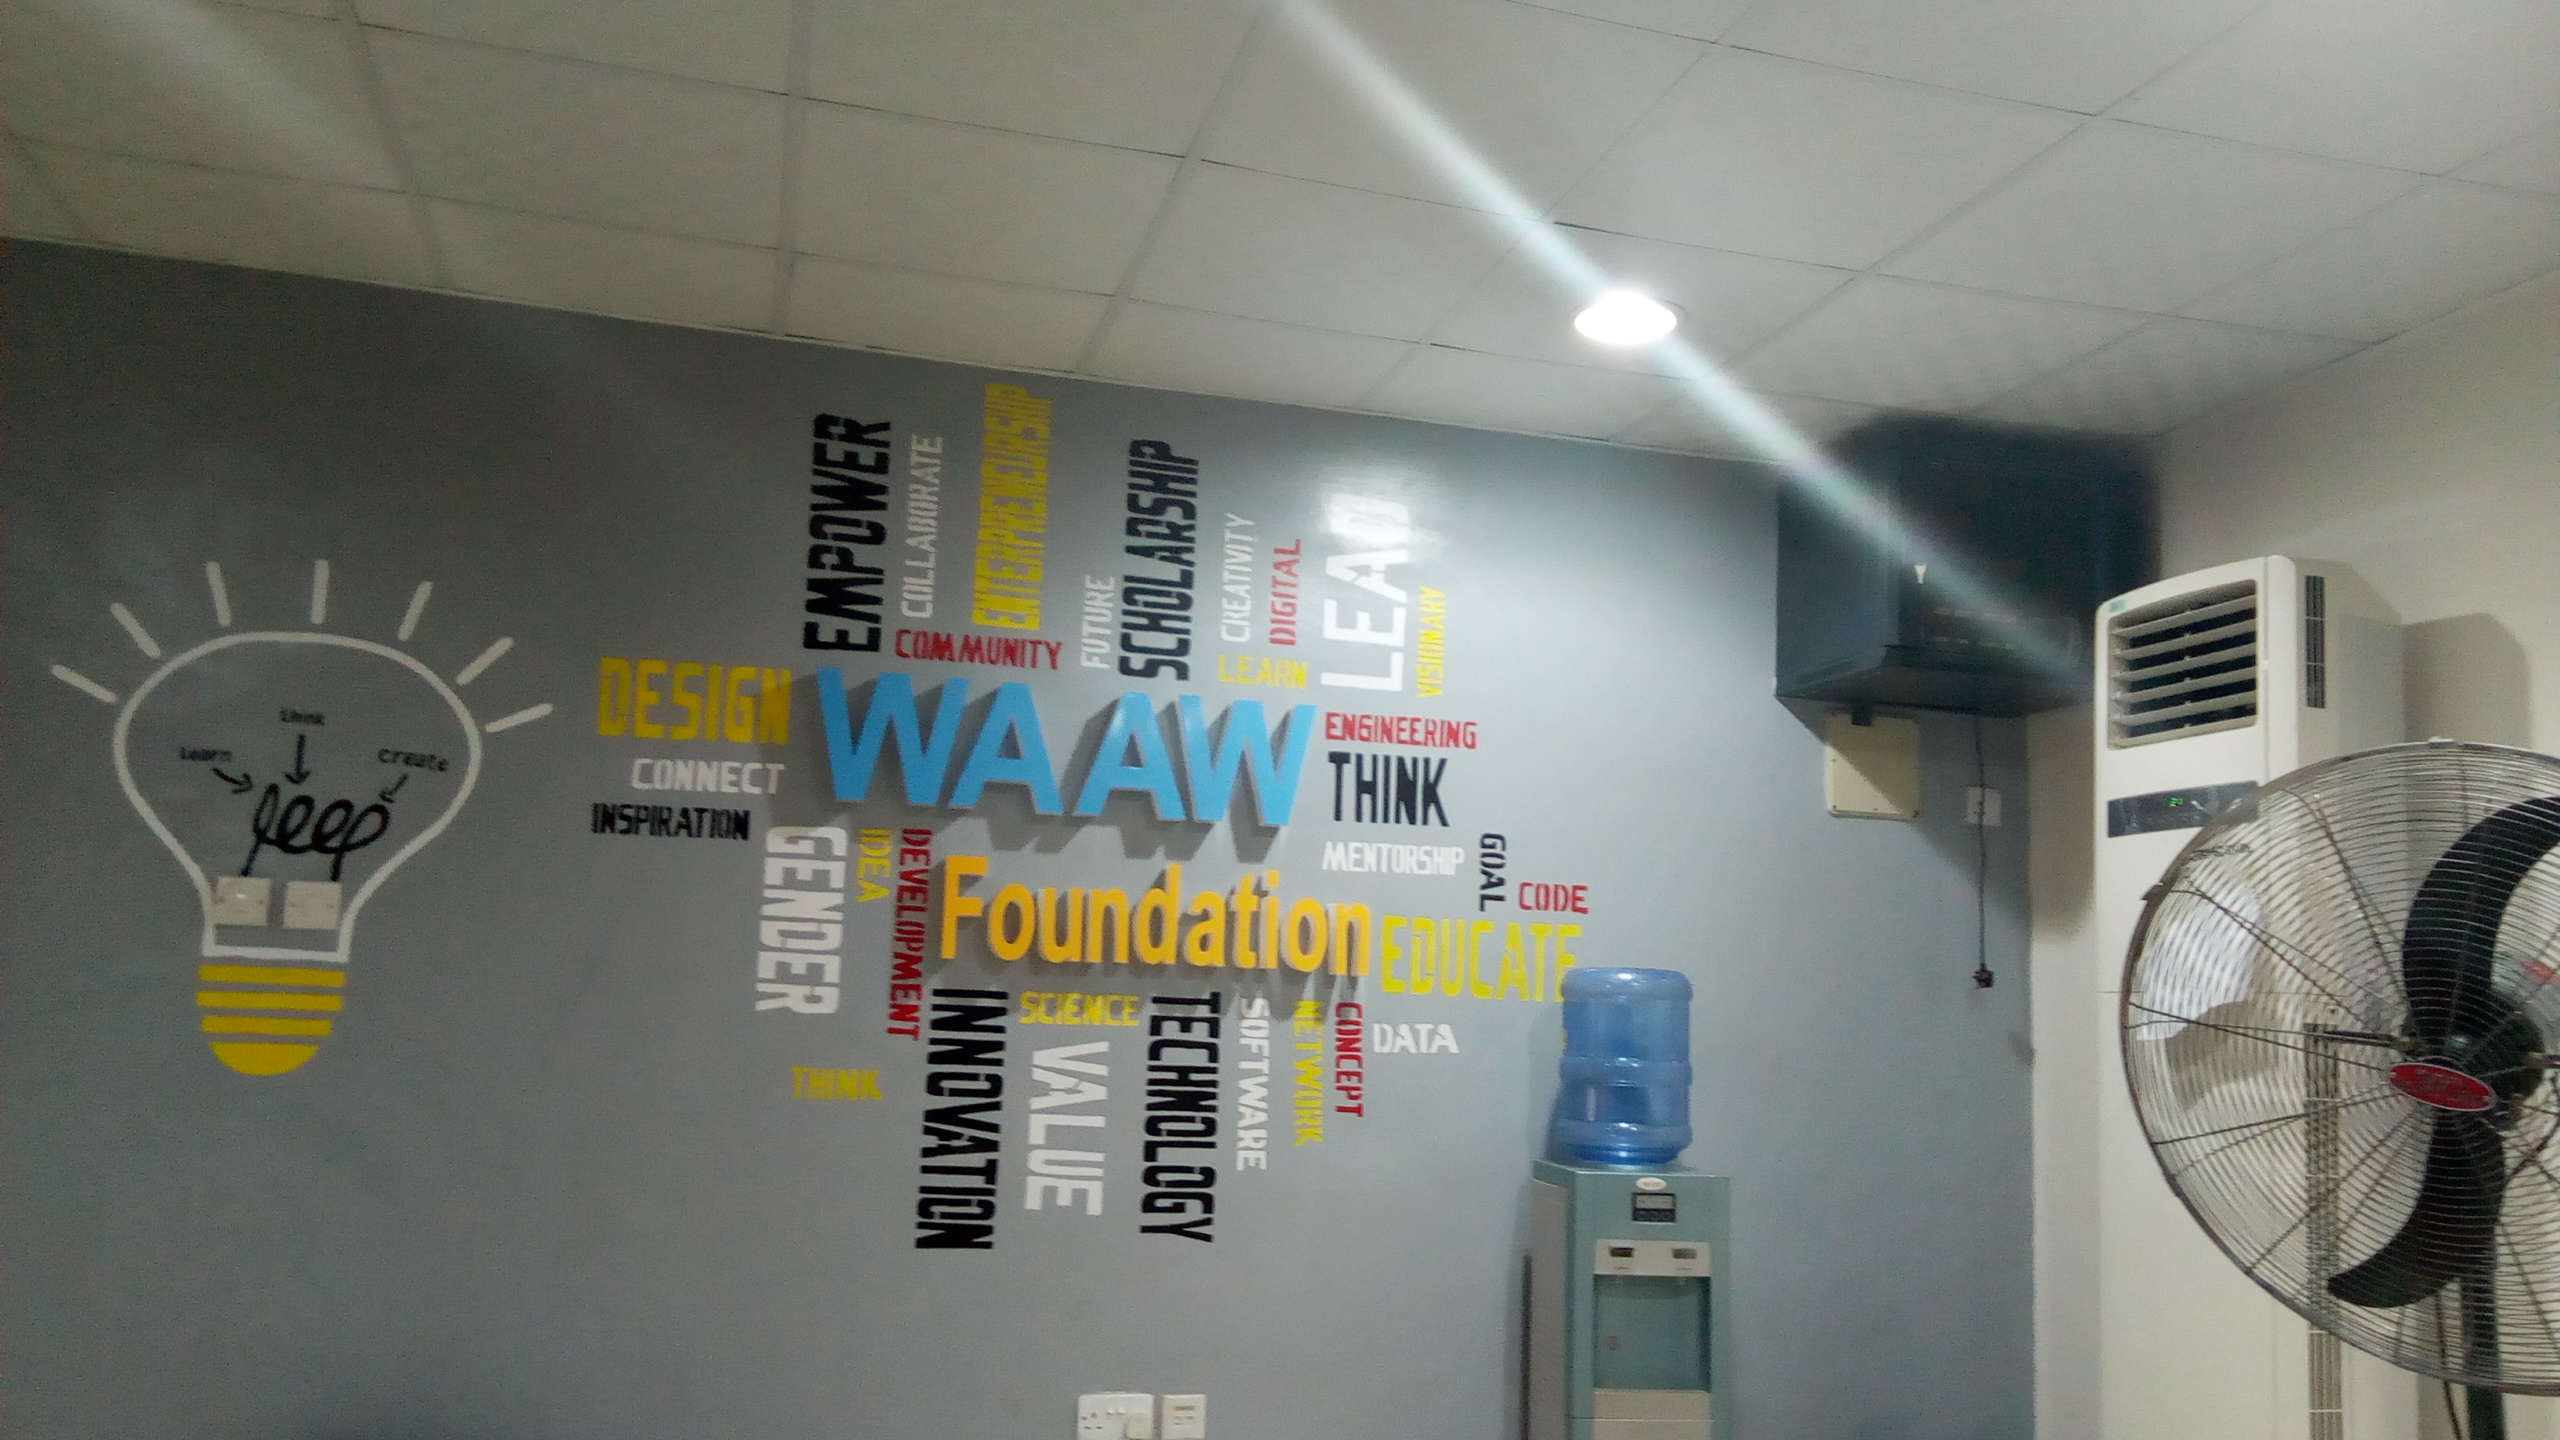 think
learn
create
EMPOWER
COLLABORATE
ENTERPRENEURSHIP
COMMUNITY
FUTURE
SCHOLARSHIP
CREATIVITY
DIGITAL
LEARN
LEAD
VISIONARY
DESIGN
CONNECT
INSPIRATION
WAAW
ENGINEERING
THINK
MENTORSHIP
GOAL
CODE
GENDER
IDEA
DEVELOPMENT
Foundation
EDUCATE
THINK
INNOVATION
SCIENCE
VALUE
TECHNOLOGY
SOFTWARE
NETWORK
CONCEPT
DATA